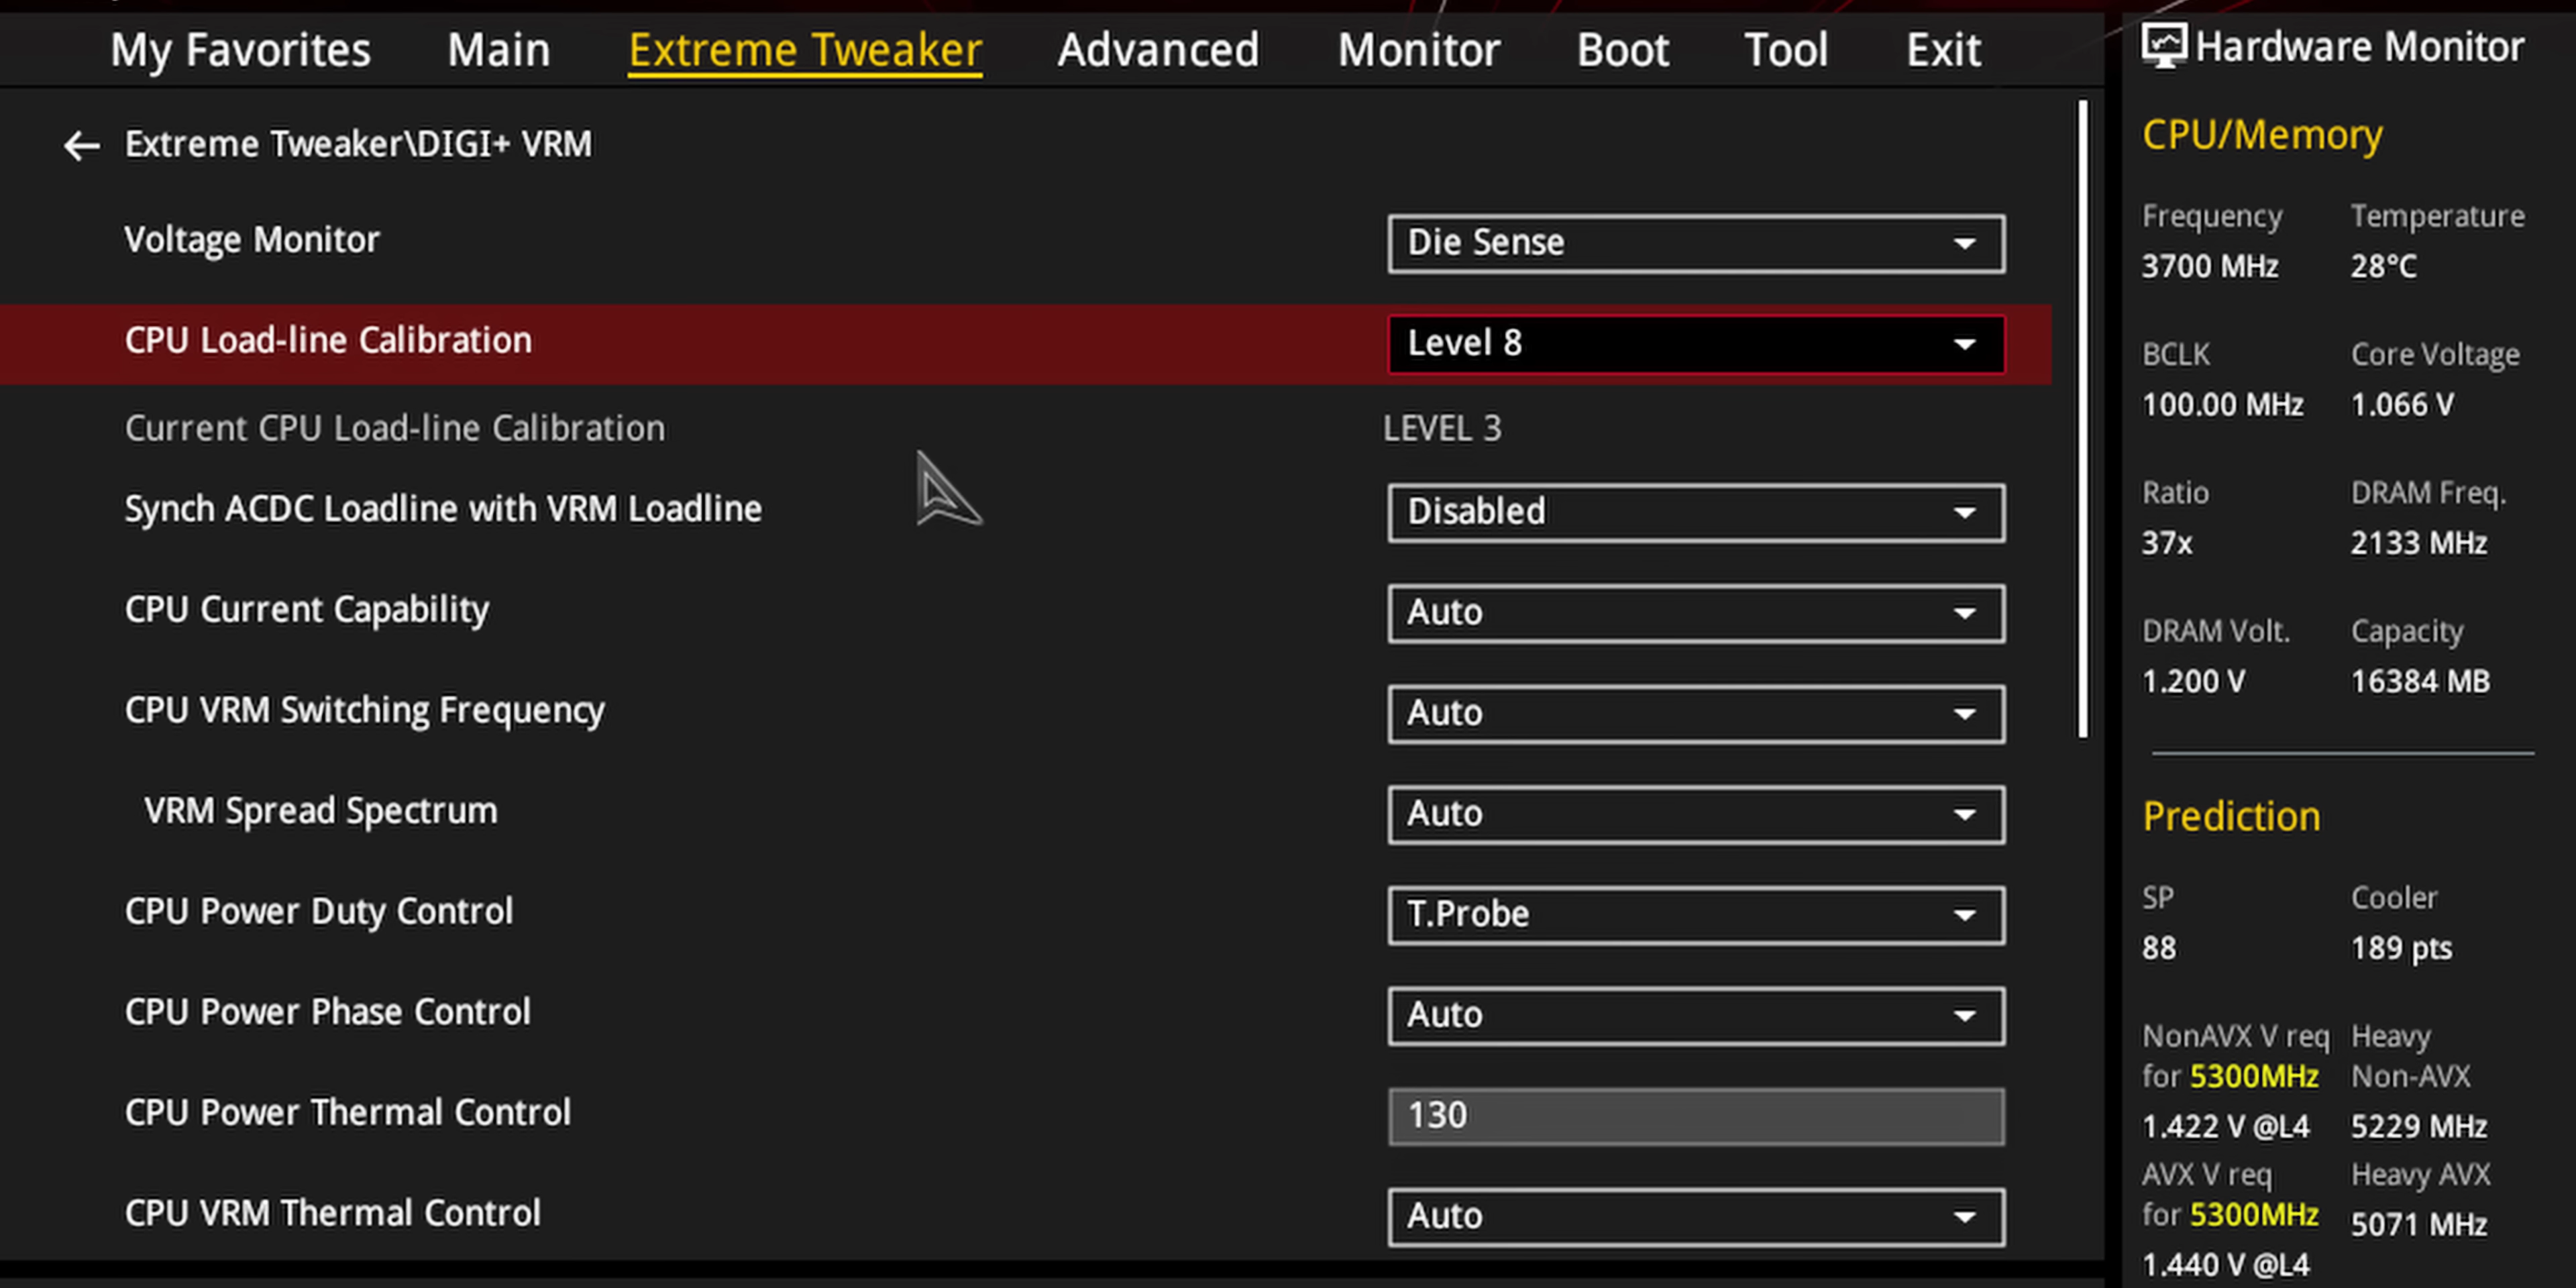 My Favorites Main Extreme Tweaker Advanced Monitor Boot Tool Exit
Extreme Tweaker\DIGI+ VRM
Voltage Monitor Die Sense
CPU Load-line Calibration Level 8
Current CPU Load-line Calibration LEVEL 3
Synch ACDC Loadline with VRM Loadline Disabled
CPU Current Capability Auto
CPU VRM Switching Frequency Auto
VRM Spread Spectrum Auto
CPU Power Duty Control T.Probe
CPU Power Phase Control Auto
CPU Power Thermal Control 130
CPU VRM Thermal Control Auto
Hardware Monitor
CPU/Memory
Frequency Temperature
3700 MHz 28°C
BCLK Core Voltage
100.00 MHz 1.066 V
Ratio DRAM Freq.
37x 2133 MHz
DRAM Volt. Capacity
1.200 V 16384 MB
Prediction
SP Cooler
88 189 pts
NonAVX V req Heavy
for 5300MHz Non-AVX
1.422 V @L4 5229 MHz
AVX V req Heavy AVX
for 5300MHz 5071 MHz
1.440 V @L4